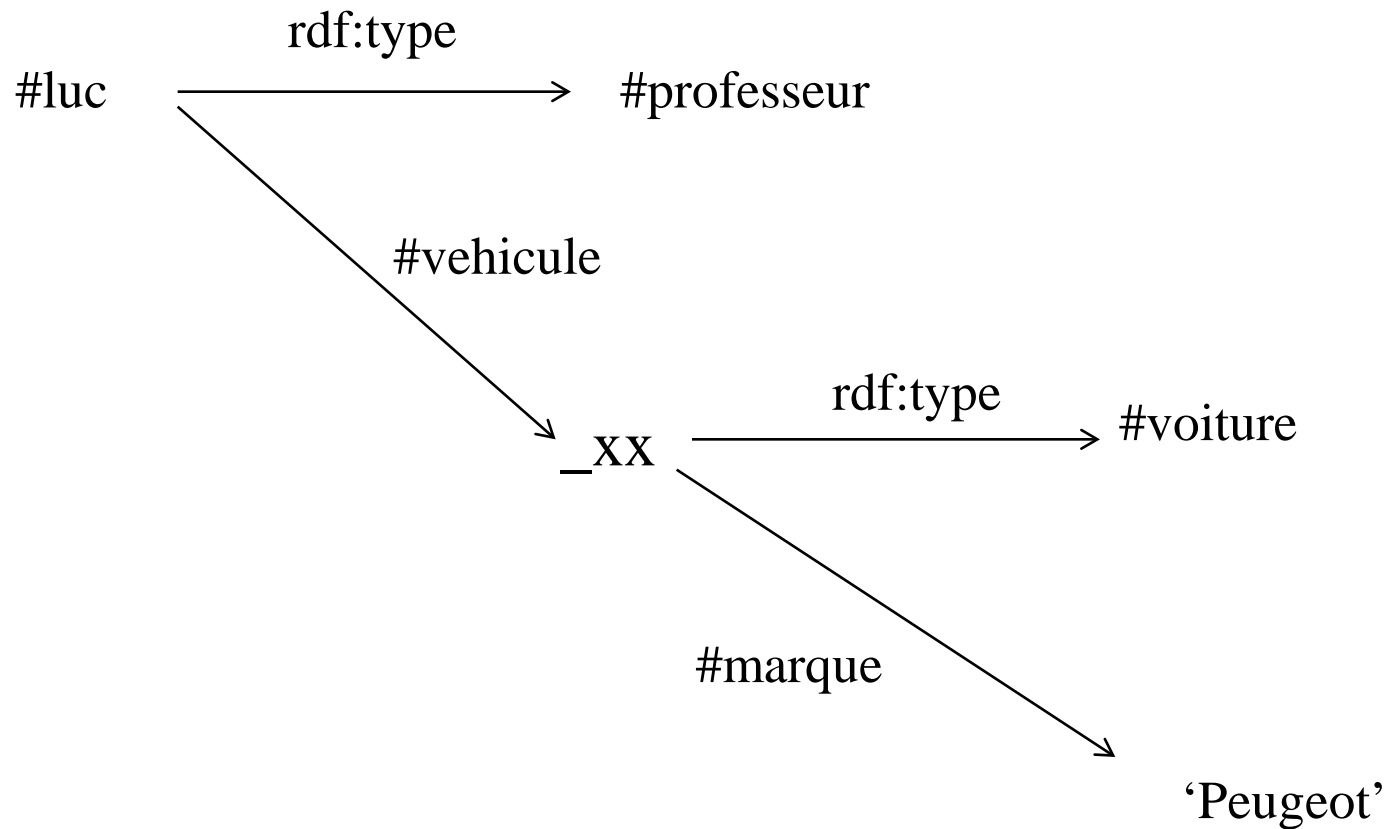 rdf:type
#luc
#professeur
#vehicule
rdf:type
#voiture
_xx
#marque
‘Peugeot’